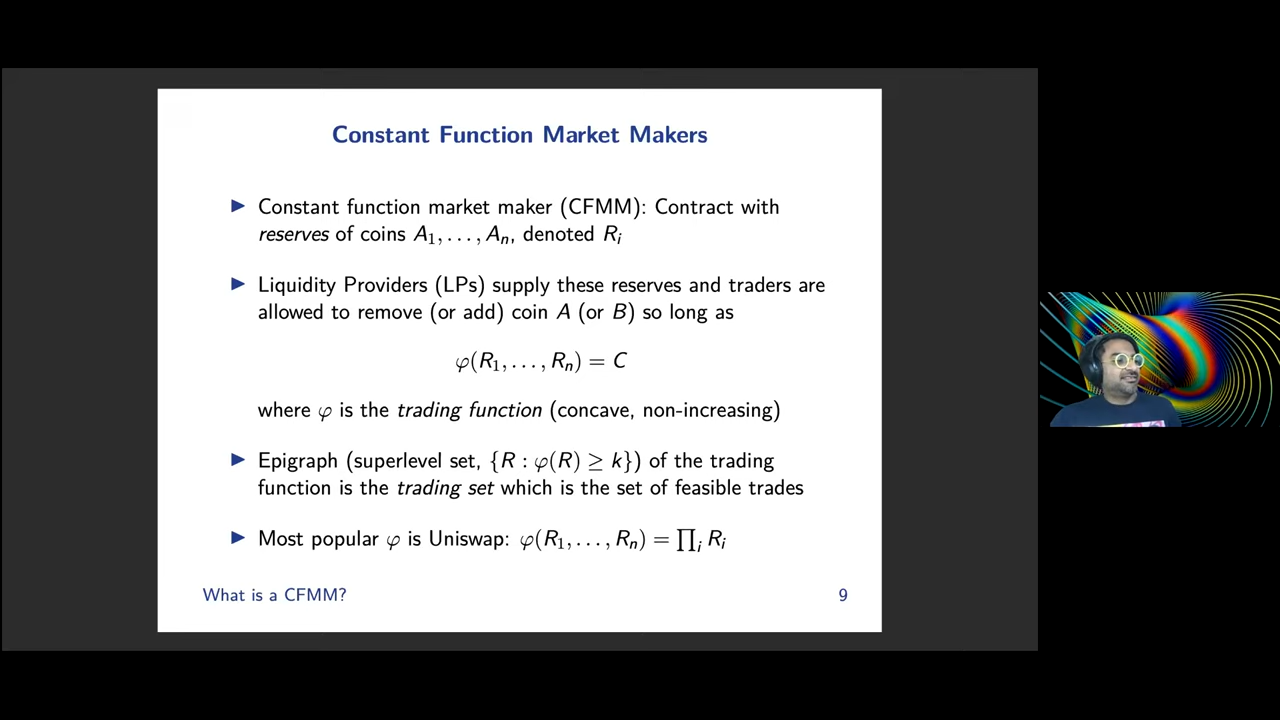 Constant Function Market Makers
▶ Constant function market maker (CFMM): Contract with
reserves of coins A₁, . . . , Aₙ, denoted Rᵢ
▶ Liquidity Providers (LPs) supply these reserves and traders are
allowed to remove (or add) coin A (or B) so long as
φ(R₁, . . . , Rₙ) = C
where φ is the trading function (concave, non-increasing)
▶ Epigraph (superlevel set, {R : φ(R) ≥ k}) of the trading
function is the trading set which is the set of feasible trades
▶ Most popular φ is Uniswap: φ(R₁, . . . , Rₙ) = ∏ᵢ Rᵢ
What is a CFMM? 9